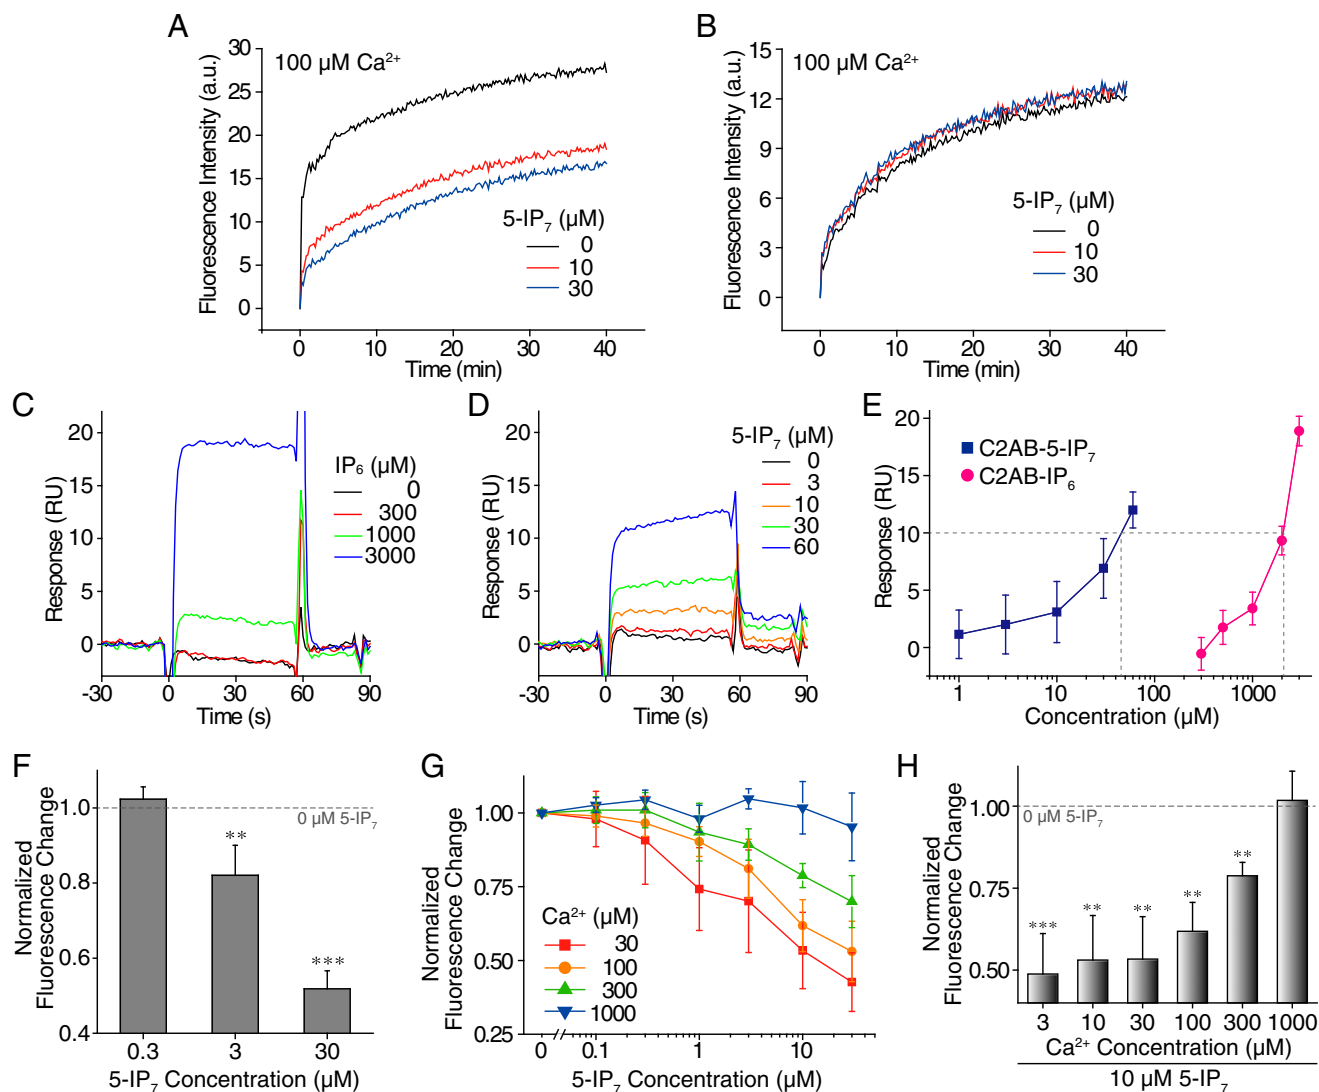 A
Fluorescence Intensity (a.u.)
30
25
20
15
10
5
0
100 µM Ca²⁺
5-IP₇ (µM)
0
10
30
0 10 20 30 40
Time (min)
B
Fluorescence Intensity (a.u.)
15
12
9
6
3
0
100 µM Ca²⁺
5-IP₇ (µM)
0
10
30
0 10 20 30 40
Time (min)
C
Response (RU)
20
15
10
5
0
IP₆ (µM)
0
300
1000
3000
-30 0 30 60 90
Time (s)
D
Response (RU)
20
15
10
5
0
5-IP₇ (µM)
0
3
10
30
60
-30 0 30 60 90
Time (s)
E
Response (RU)
20
15
10
5
0
C2AB-5-IP₇
C2AB-IP₆
1 10 100 1000
Concentration (µM)
F
Normalized
Fluorescence Change
1.0
0.8
0.6
0.4
0 µM 5-IP₇
**
***
0.3 3 30
5-IP₇ Concentration (µM)
G
Normalized
Fluorescence Change
1.00
0.75
0.50
0.25
Ca²⁺ (µM)
30
100
300
1000
0 0.1 1 10
5-IP₇ Concentration (µM)
H
Normalized
Fluorescence Change
1.00
0.50
0 µM 5-IP₇
***
**
**
**
**
3 10 30 100 300 1000
Ca²⁺ Concentration (µM)
10 µM 5-IP₇